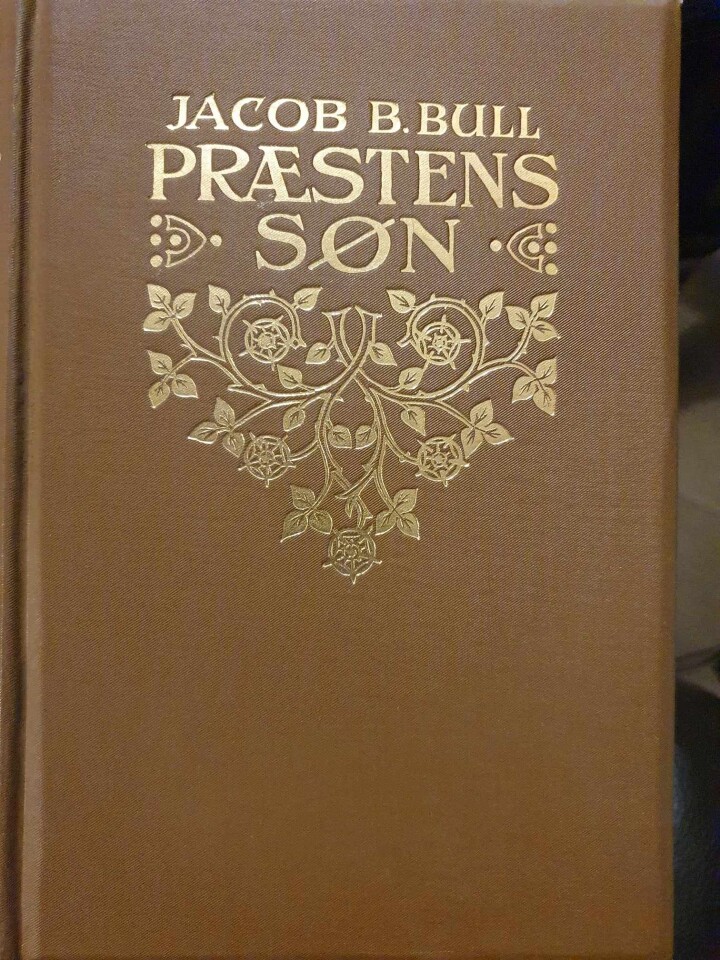 JACOB B. BULL
PRÆSTENS
SØN